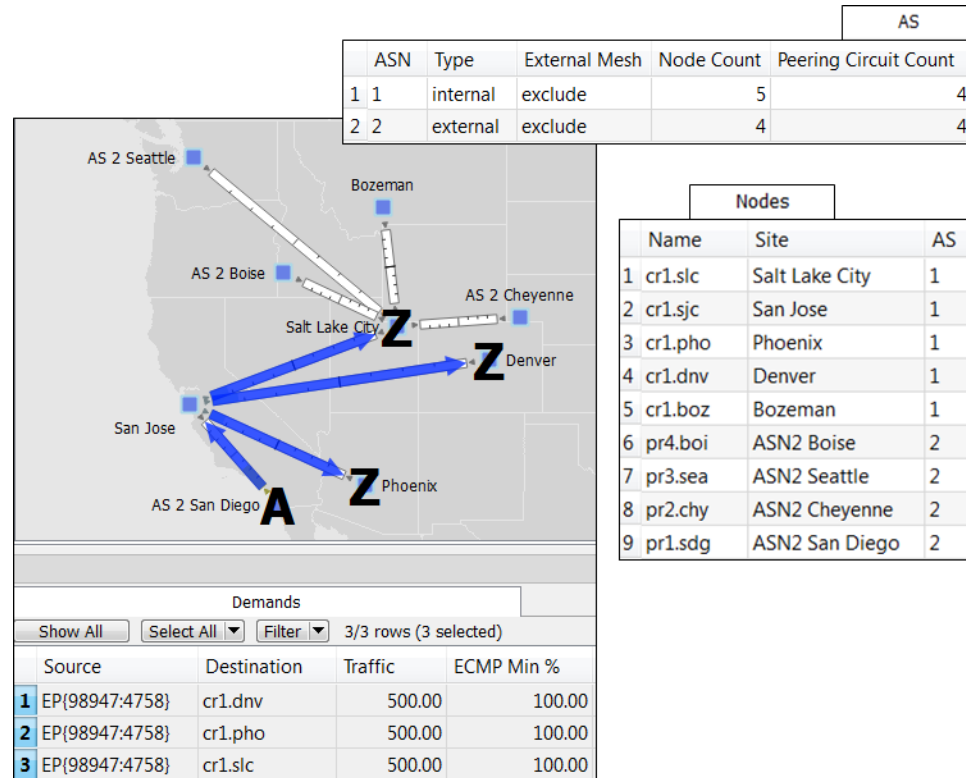 AS
ASN Type External Mesh Node Count Peering Circuit Count
1 1 internal exclude 5 4
2 2 external exclude 4 4
AS 2 Seattle
Bozeman
AS 2 Boise
AS 2 Cheyenne
Salt Lake City
Z
Z Denver
San Jose
Z Phoenix
AS 2 San Diego A
Nodes
Name Site AS
1 cr1.slc Salt Lake City 1
2 cr1.sjc San Jose 1
3 cr1.pho Phoenix 1
4 cr1.dnv Denver 1
5 cr1.boz Bozeman 1
6 pr4.boi ASN2 Boise 2
7 pr3.sea ASN2 Seattle 2
8 pr2.chy ASN2 Cheyenne 2
9 pr1.sdg ASN2 San Diego 2
Demands
Show All Select All Filter 3/3 rows (3 selected)
Source Destination Traffic ECMP Min %
1 EP{98947:4758} cr1.dnv 500.00 100.00
2 EP{98947:4758} cr1.pho 500.00 100.00
3 EP{98947:4758} cr1.slc 500.00 100.00